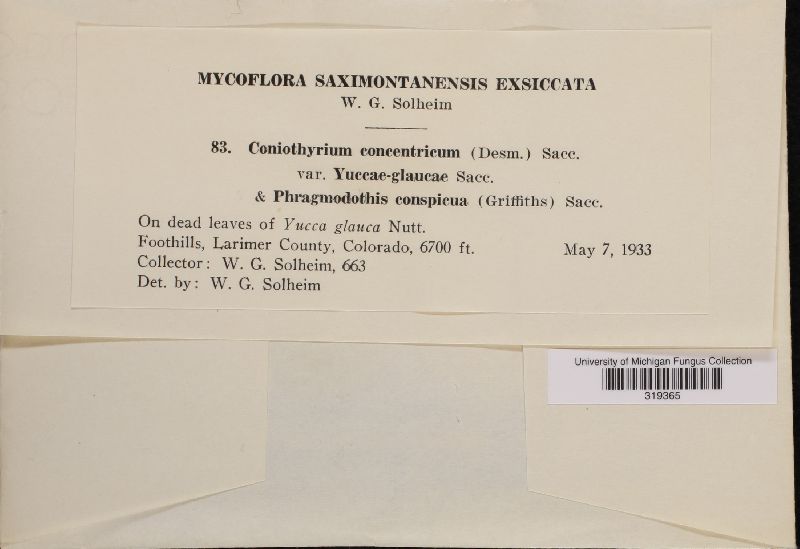 MYCOFLORA SAXIMONTANENSIS EXSICCATA
W. G. Solheim
83. Coniothyrium concentricum (Desm.) Sacc.
var. Yuccae-glaucae Sacc.
& Phragmodothis conspicua (Griffiths) Sacc.
On dead leaves of Yucca glauca Nutt.
Foothills, Larimer County, Colorado, 6700 ft. May 7, 1933
Collector: W. G. Solheim, 663
Det. by: W. G. Solheim
University of Michigan Fungus Collection
319365